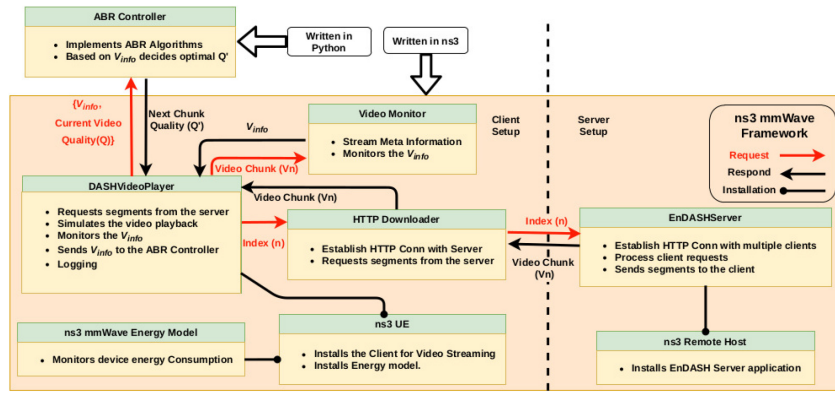 ABR Controller
• Implements ABR Algorithms
• Based on Vinfo decides optimal Q'
Written in
Python
Written in ns3
{Vinfo,
Current Video
Quality(Q)}
Next Chunk
Quality (Q')
Vinfo
Video Monitor
• Stream Meta Information
• Monitors the Vinfo
Client
Setup
Server
Setup
ns3 mmWave
Framework
Request
Respond
Installation
Video Chunk (Vn)
DASHVideoPlayer
• Requests segments from the server
• Simulates the video playback
• Monitors the Vinfo
• Sends Vinfo to the ABR Controller
• Logging
Video Chunk (Vn)
Index (n)
HTTP Downloader
• Establish HTTP Conn with Server
• Requests segments from the server
Index (n)
Video Chunk
(Vn)
EnDASHServer
• Establish HTTP Conn with multiple clients
• Process client requests
• Sends segments to the client
ns3 mmWave Energy Model
• Monitors device energy Consumption
ns3 UE
• Installs the Client for Video Streaming
• Installs Energy model.
ns3 Remote Host
• Installs EnDASH Server application